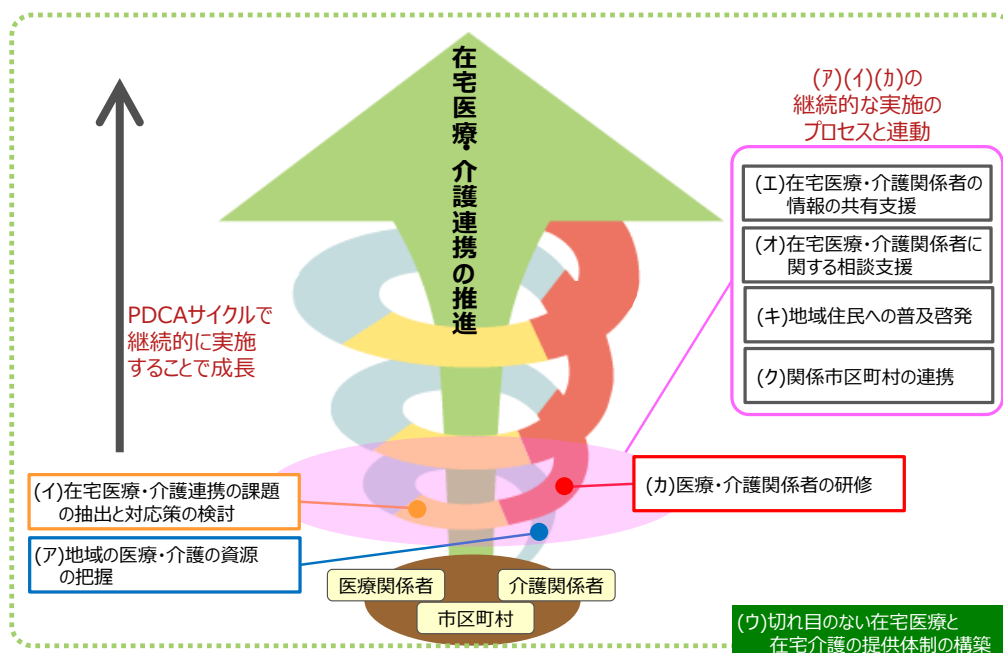 在宅医療・介護連携の推進
(ア)(イ)(カ)の
継続的な実施の
プロセスと連動
(エ)在宅医療・介護関係者の
情報の共有支援
(オ)在宅医療・介護関係者に
関する相談支援
(キ)地域住民への普及啓発
(ク)関係市区町村の連携
PDCAサイクルで
継続的に実施
することで成長
(イ)在宅医療・介護連携の課題
の抽出と対応策の検討
(カ)医療・介護関係者の研修
(ア)地域の医療・介護の資源
の把握
医療関係者
介護関係者
市区町村
(ウ)切れ目のない在宅医療と
在宅介護の提供体制の構築